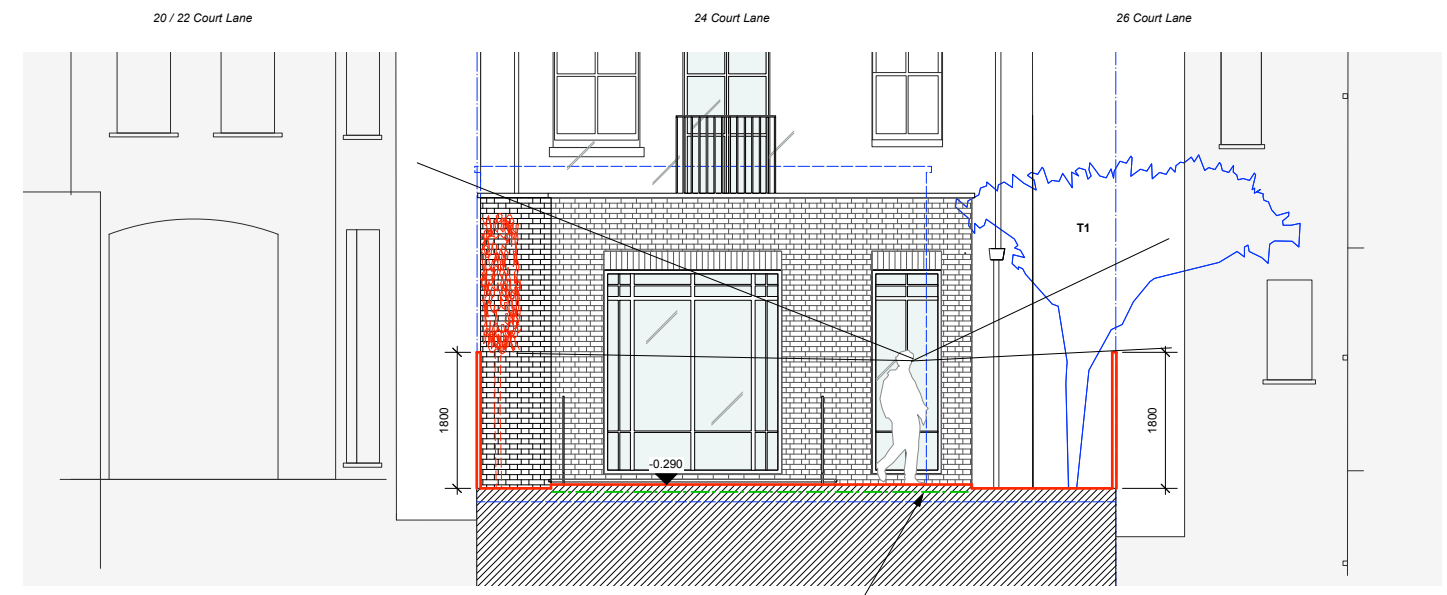 20 / 22 Court Lane
24 Court Lane
26 Court Lane
T1
1800
1800
-0.290